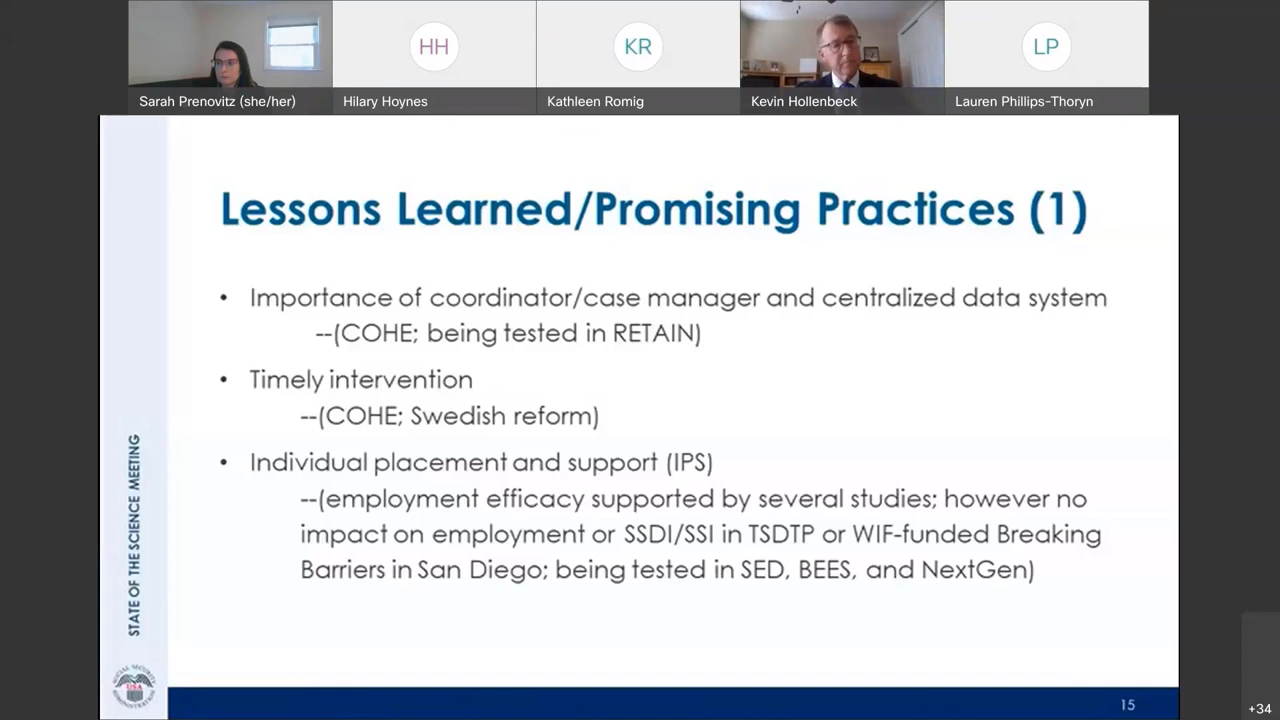 HH
KR
LP
Sarah Prenovitz (she/her)
Hilary Hoynes
Kathleen Romig
Kevin Hollenbeck
Lauren Phillips-Thoryn
Lessons Learned/Promising Practices (1)
• Importance of coordinator/case manager and centralized data system
--(COHE; being tested in RETAIN)
• Timely intervention
--(COHE; Swedish reform)
• Individual placement and support (IPS)
--(employment efficacy supported by several studies; however no
impact on employment or SSDI/SSI in TSDTP or WIF-funded Breaking
Barriers in San Diego; being tested in SED, BEES, and NextGen)
STATE OF THE SCIENCE MEETING
SOCIAL SECURITY
USA
ADMINISTRATION
15
+34